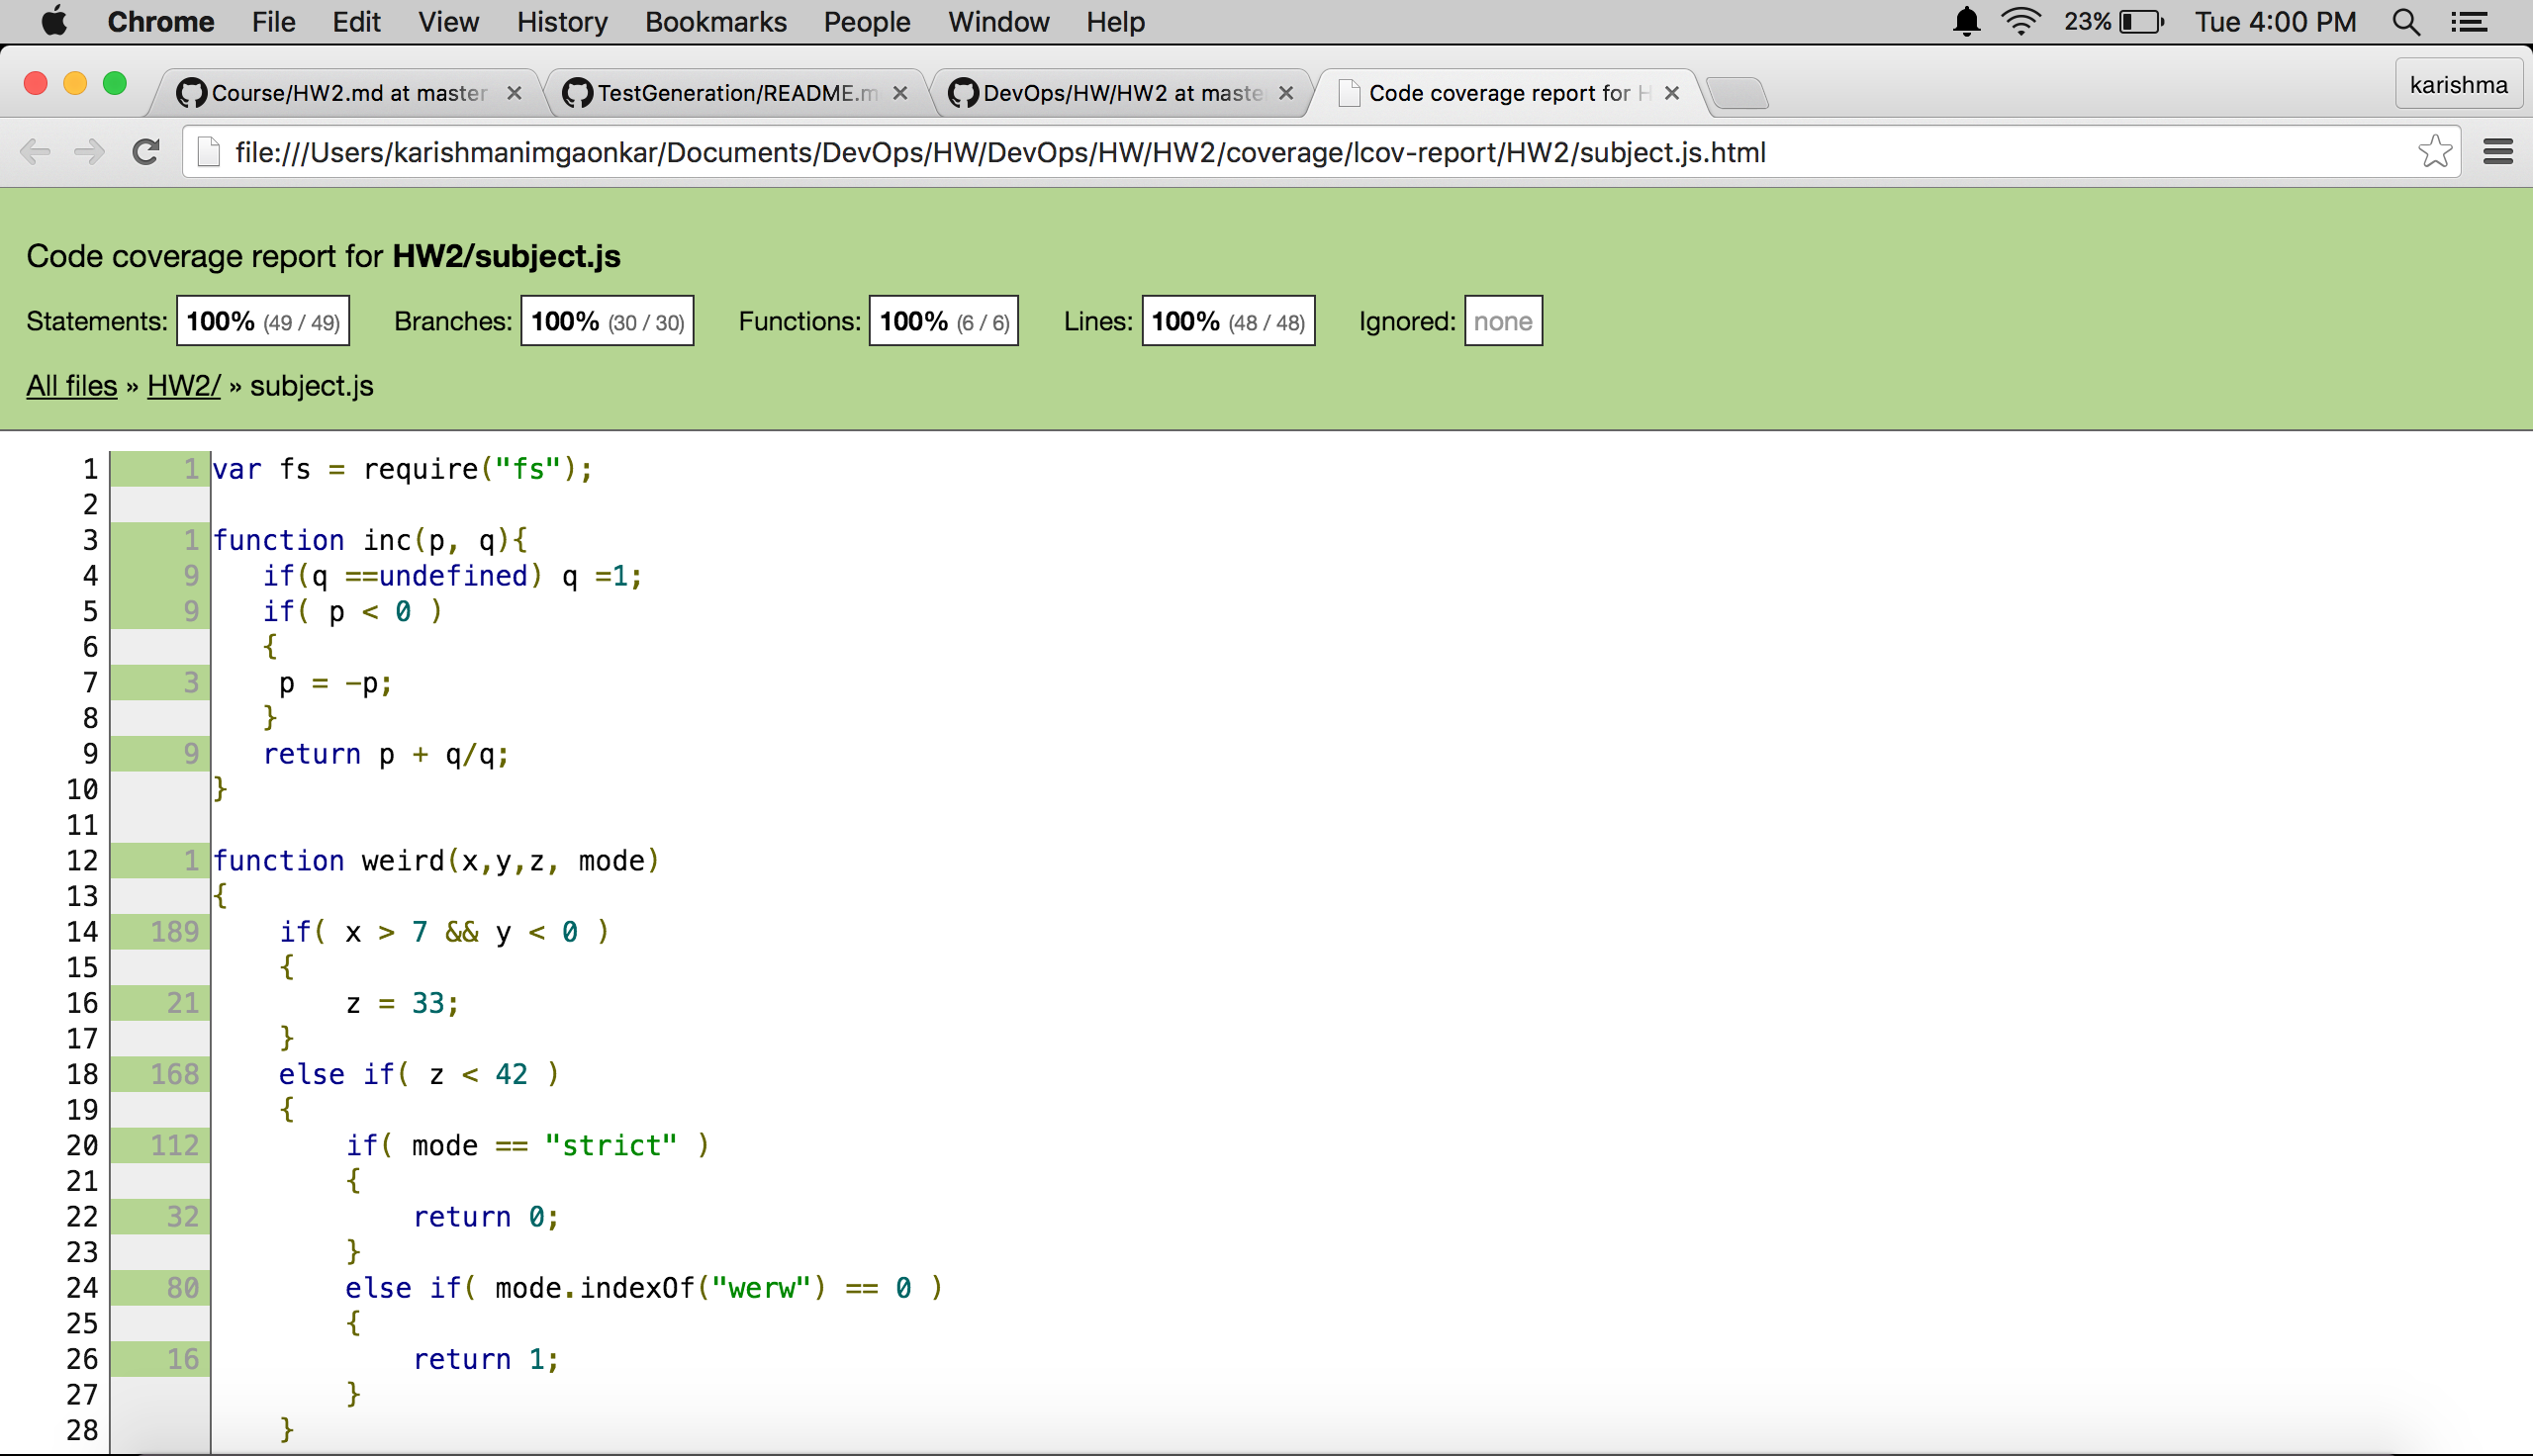 Chrome File Edit View History Bookmarks People Window Help 23% Tue 4:00 PM
Course/HW2.md at master TestGeneration/README.m DevOps/HW/HW2 at maste Code coverage report for H karishma
file:///Users/karishmanimgaonkar/Documents/DevOps/HW/DevOps/HW/HW2/coverage/lcov-report/HW2/subject.js.html
Code coverage report for HW2/subject.js
Statements: 100% (49 / 49) Branches: 100% (30 / 30) Functions: 100% (6 / 6) Lines: 100% (48 / 48) Ignored: none
All files » HW2/ » subject.js
1 1 var fs = require("fs");
2
3 1 function inc(p, q){
4 9 if(q ==undefined) q =1;
5 9 if( p < 0 )
6 {
7 3 p = -p;
8 }
9 9 return p + q/q;
10 }
11
12 1 function weird(x,y,z, mode)
13 {
14 189 if( x > 7 && y < 0 )
15 {
16 21 z = 33;
17 }
18 168 else if( z < 42 )
19 {
20 112 if( mode == "strict" )
21 {
22 32 return 0;
23 }
24 80 else if( mode.indexOf("werw") == 0 )
25 {
26 16 return 1;
27 }
28 }